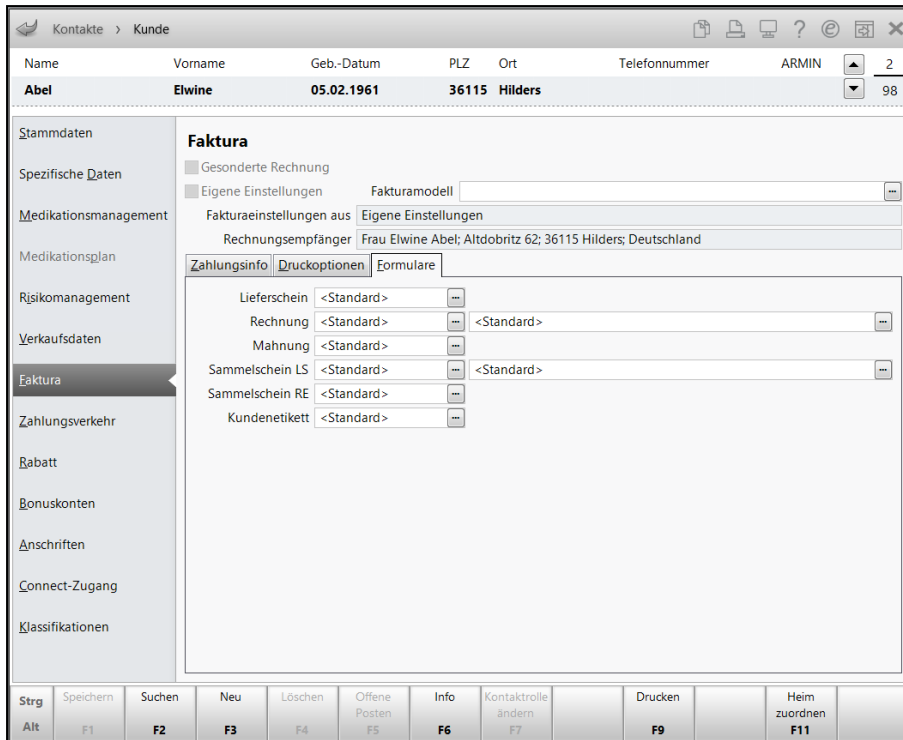 Kontakte > Kunde
Name Vorname Geb.-Datum PLZ Ort Telefonnummer ARMIN 2
Abel Elwine 05.02.1961 36115 Hilders 98
Stammdaten
Spezifische Daten
Medikationsmanagement
Medikationsplan
Risikomanagement
Verkaufsdaten
Faktura
Zahlungsverkehr
Rabatt
Bonuskonten
Anschriften
Connect-Zugang
Klassifikationen
Faktura
Gesonderte Rechnung
Eigene Einstellungen Fakturamodell
Fakturaeinstellungen aus Eigene Einstellungen
Rechnungsempfänger Frau Elwine Abel; Altdobritz 62; 36115 Hilders; Deutschland
Zahlungsinfo Druckoptionen Formulare
Lieferschein <Standard>
Rechnung <Standard> <Standard>
Mahnung <Standard>
Sammelschein LS <Standard> <Standard>
Sammelschein RE <Standard>
Kundenetikett <Standard>
Strg Speichern Suchen Neu Löschen Offene Info Kontaktrolle Drucken Heim
Posten ändern zuordnen
Alt F1 F2 F3 F4 F5 F6 F7 F9 F11